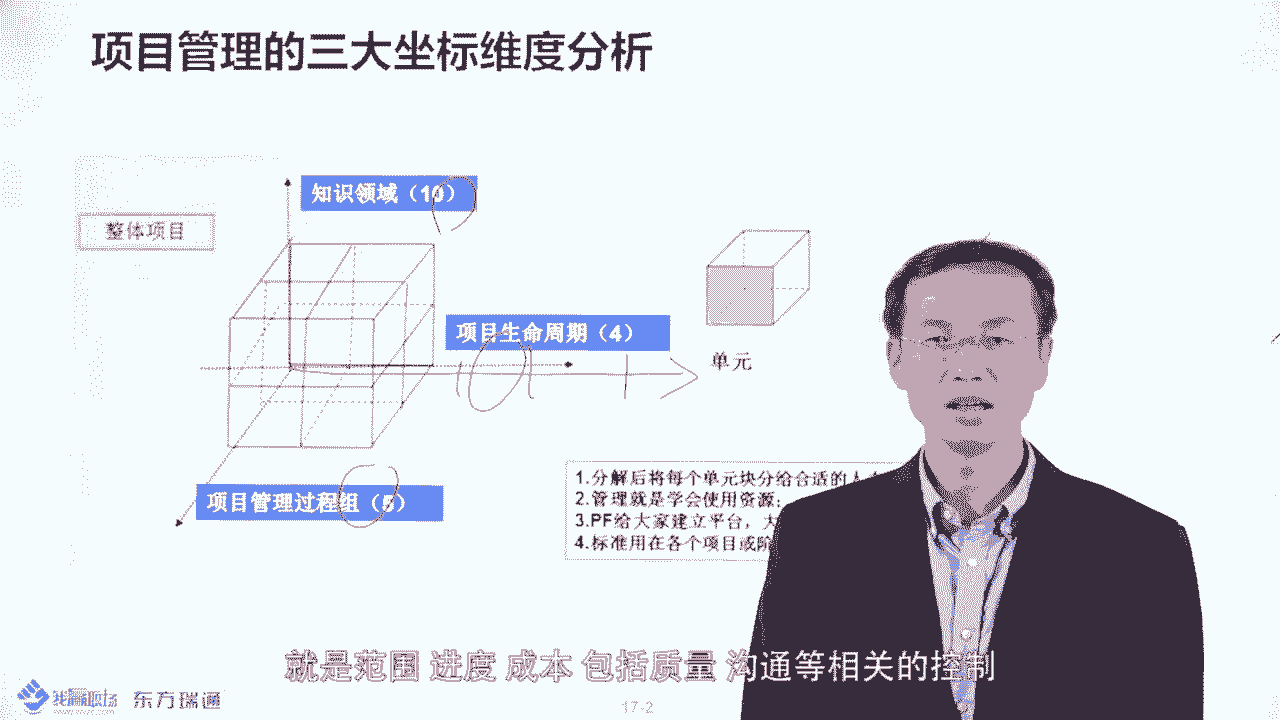 项目管理的三大坐标维度分析
知识领域（10）
整体项目
项目生命周期（4）
单元
项目管理过程组（5）
1.分解后将每个单元块分给合适的人
2.管理就是学会使用资源；
3.PF给大家建立平台，大
4.标准用在各个项目或阶
就是范围 进度 成本 包括质量 沟通等相关的控制
东方瑞通
17-2